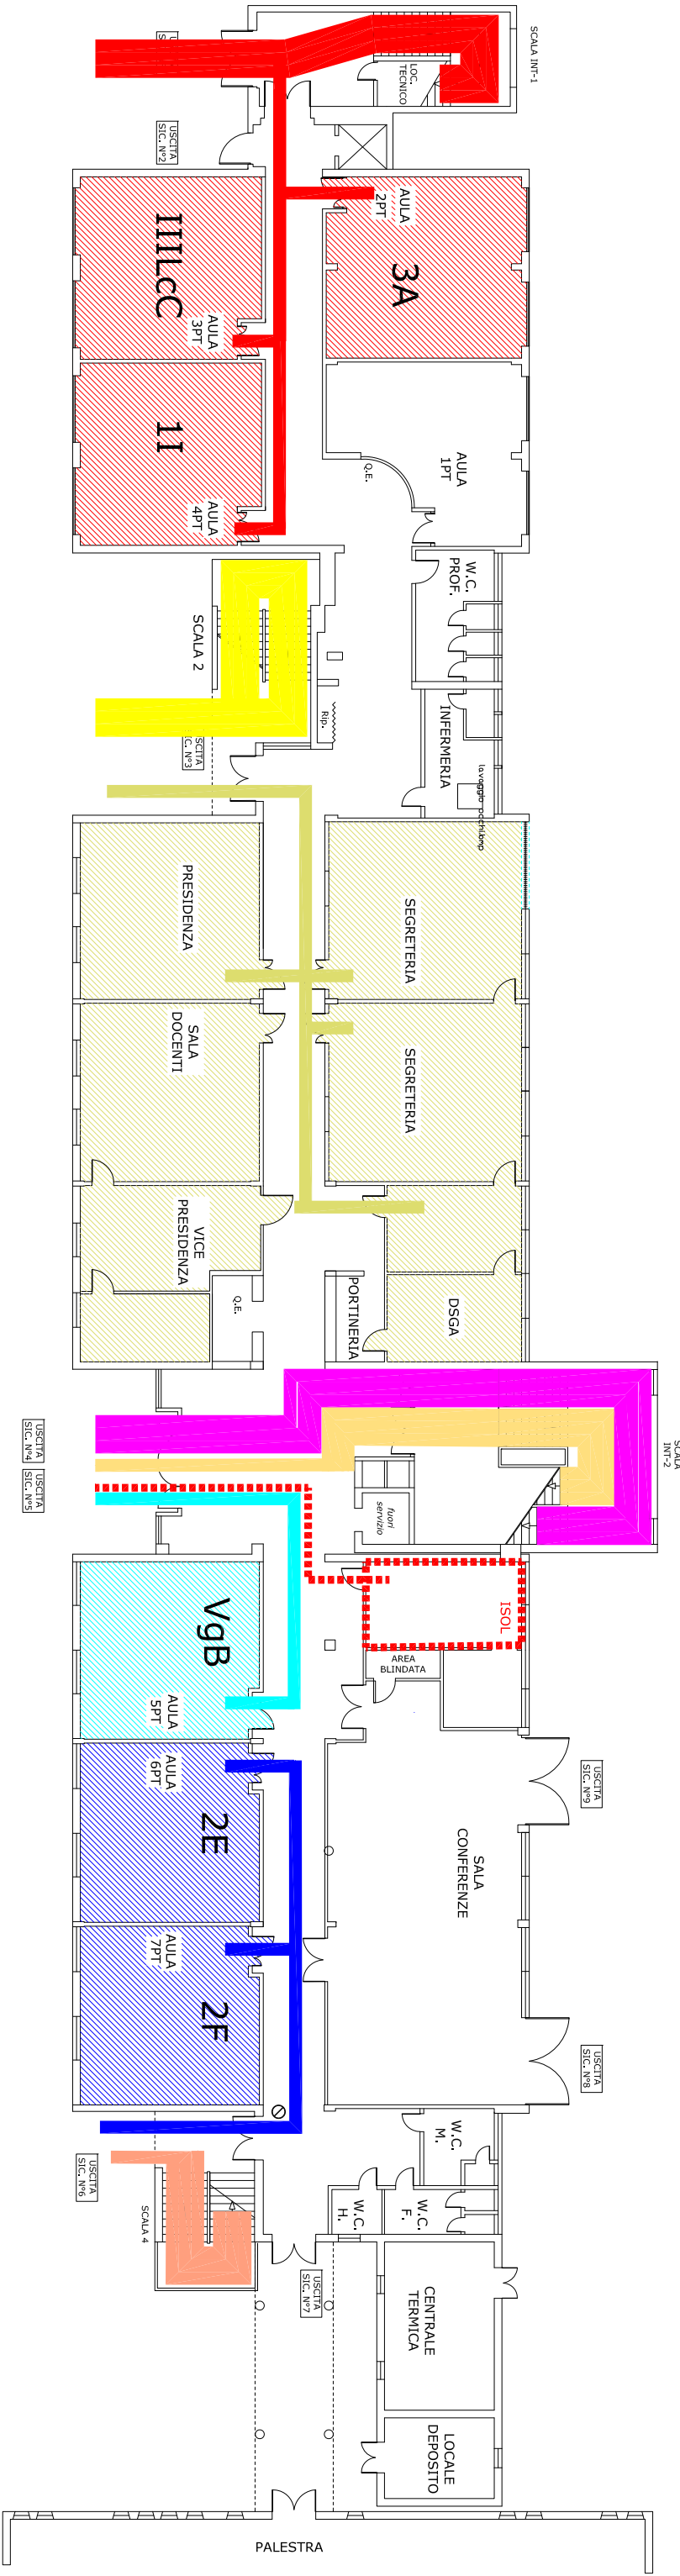 SCALA INT-1
LOC.
TECNICO
USCITA
SIC. N°2
AULA
2PT
3A
IIILcC
AULA
3PT
1I
AULA
4PT
AULA
1PT
Q.E.
W.C.
PROF.
SCALA 2
Rip.
INFERMERIA
lavaggio occhi.bmp
SCITA
C. N°3
PRESIDENZA
SEGRETERIA
SALA
DOCENTI
SEGRETERIA
VICE
PRESIDENZA
Q.E.
PORTINERIA
DSGA
SCALA
INT-2
USCITA
SIC. N°4
USCITA
SIC. N°5
fuori
servizio
ISOL
VgB
AULA
5PT
AREA
BLINDATA
AULA
6PT
2E
USCITA
SIC. N°9
SALA
CONFERENZE
AULA
7PT
2F
USCITA
SIC. N°8
W.C.
M.
USCITA
SIC. N°6
SCALA 4
W.C.
H.
W.C.
F.
USCITA
SIC. N°7
CENTRALE
TERMICA
LOCALE
DEPOSITO
PALESTRA